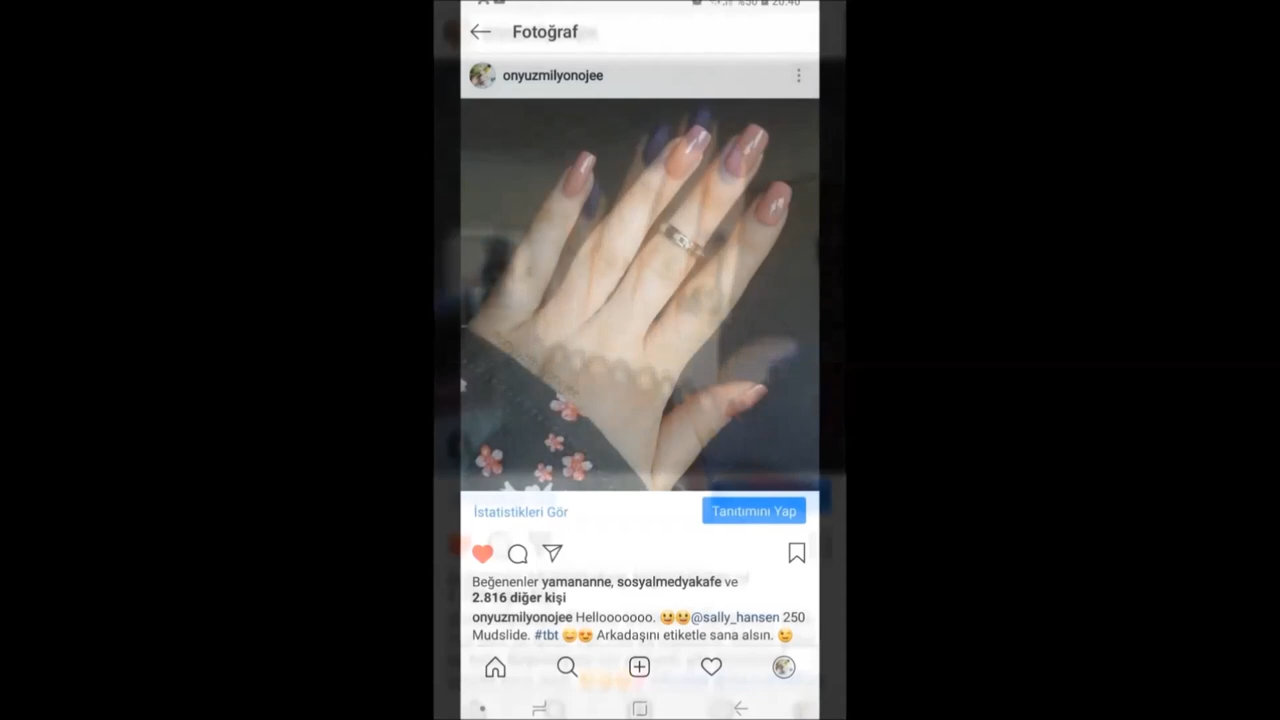 Fotoğraf
onyuzmilyonojee
İstatistikleri Gör
Tanıtımını Yap
Beğenenler yamananne, sosyalmedyakafe ve
2.816 diğer kişi
onyuzmilyonojee Hellooooooo. 😃😃@sally_hansen 250
Mudslide. #tbt 😄😍 Arkadaşını etiketle sana alsın. 😉